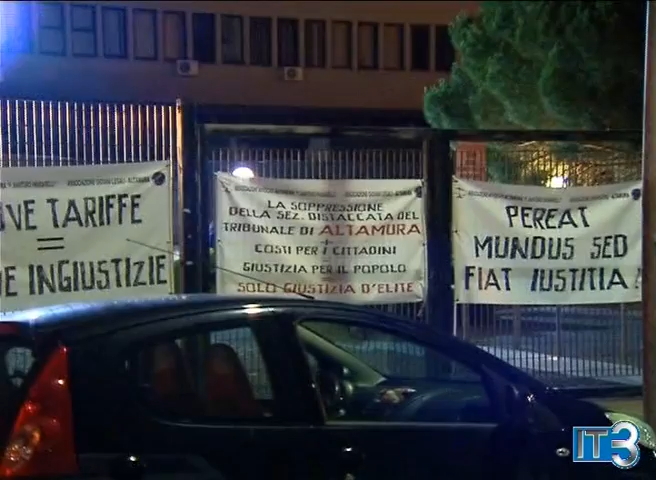 VE TARIFFE
=
E INGIUSTIZIE
LA SOPPRESSIONE
DELLA SEZ. DISTACCATA DEL
TRIBUNALE DI ALTAMURA
+
COSTI PER I CITTADINI
-
GIUSTIZIA PER IL POPOLO
=
SOLO GIUSTIZIA D'ELITE
PEREAT
MUNDUS SED
FIAT IUSTITIA!
IT3